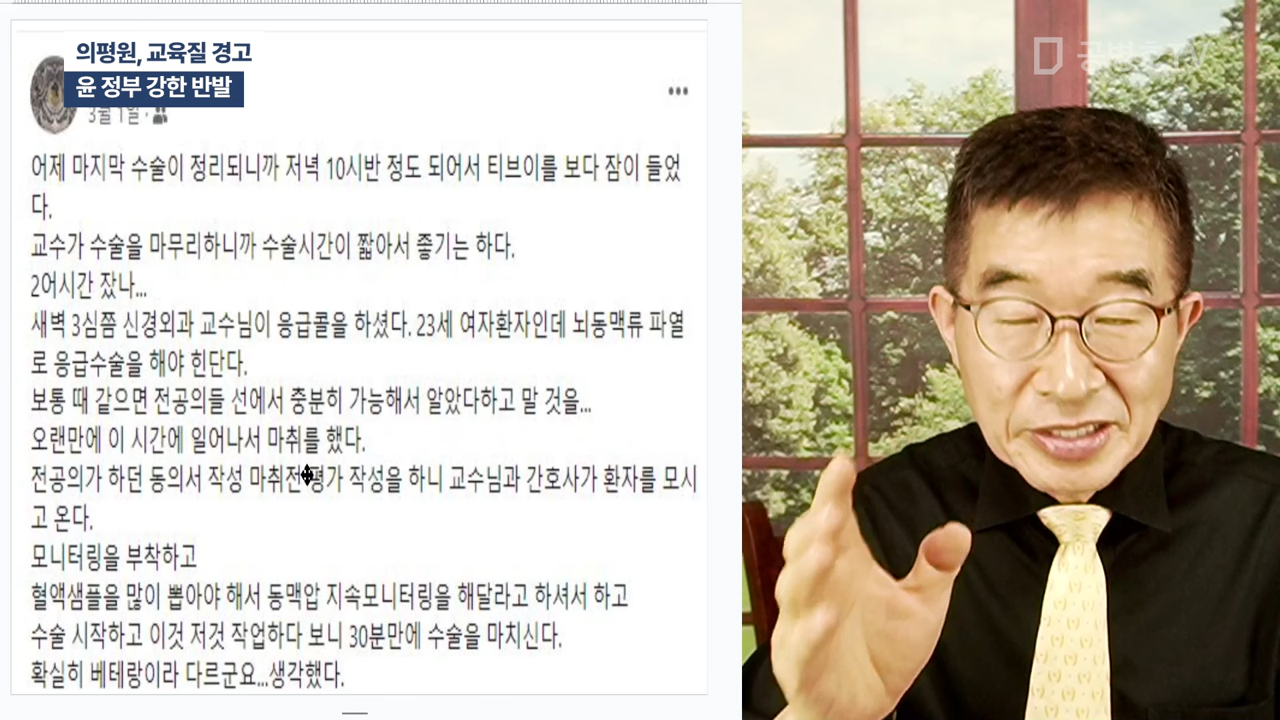 의평원, 교육질 경고
윤 정부 강한 반발
3월 1일 ·
공병호TV
어제 마지막 수술이 정리되니까 저녁 10시반 정도 되어서 티브이를 보다 잠이 들었
다.
교수가 수술을 마무리하니까 수술시간이 짧아서 좋기는 하다.
2어시간 잤나...
새벽 3심쯤 신경외과 교수님이 응급콜을 하셨다. 23세 여자환자인데 뇌동맥류 파열
로 응급수술을 해야 힌단다.
보통 때 같으면 전공의들 선에서 충분히 가능해서 알았다하고 말 것을...
오랜만에 이 시간에 일어나서 마취를 했다.
전공의가 하던 동의서 작성 마취전 평가 작성을 하니 교수님과 간호사가 환자를 모시
고 온다.
모니터링을 부착하고
혈액샘플을 많이 뽑아야 해서 동맥압 지속모니터링을 해달라고 하셔서 하고
수술 시작하고 이것 저것 작업하다 보니 30분만에 수술을 마치신다.
확실히 베테랑이라 다르군요...생각했다.